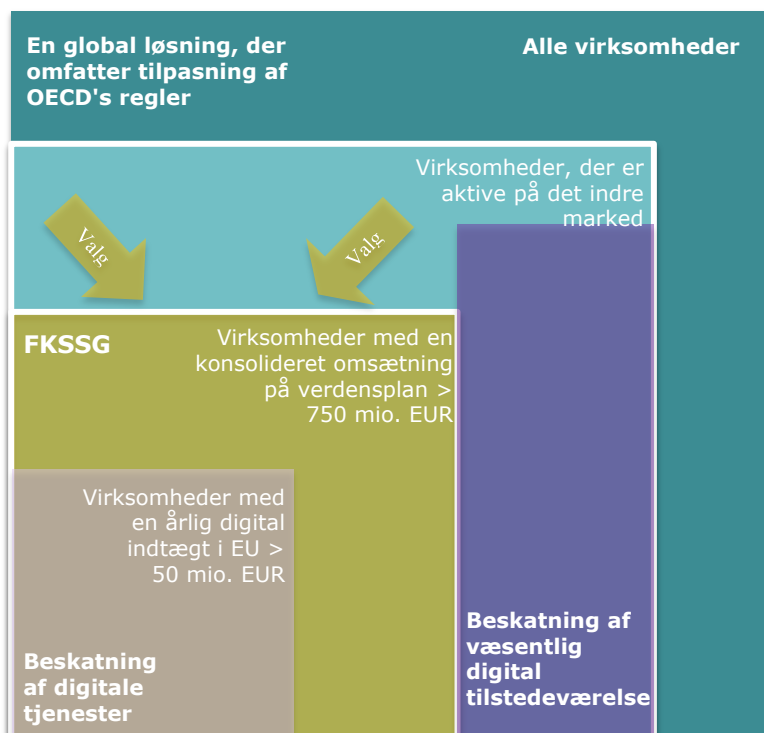 En global løsning, der
omfatter tilpasning af
OECD's regler
Alle virksomheder
Virksomheder, der er
aktive på det indre
marked
Valg
Valg
FKSSG
Virksomheder med en
konsolideret omsætning
på verdensplan >
750 mio. EUR
Virksomheder med
en årlig digital
indtægt i EU >
50 mio. EUR
Beskatning
af digitale
tjenester
Beskatning af
væsentlig
digital
tilstedeværelse